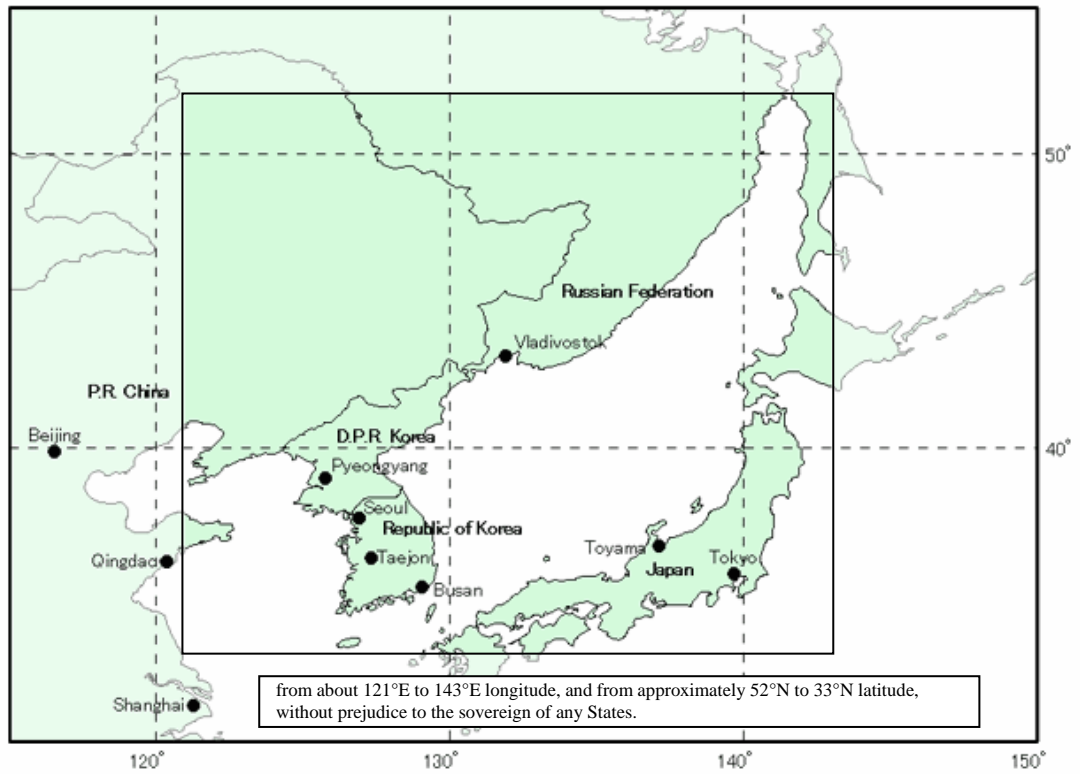 50°
Russian Federation
Vladivostok
P.R. China
Beijing
D.P.R. Korea
40°
Pyeongyang
Seoul
Republic of Korea
Qingdao
Taejon
Toyama
Tokyo
Japan
Busan
from about 121°E to 143°E longitude, and from approximately 52°N to 33°N latitude,
without prejudice to the sovereign of any States.
Shanghai
120°
130°
140°
150°